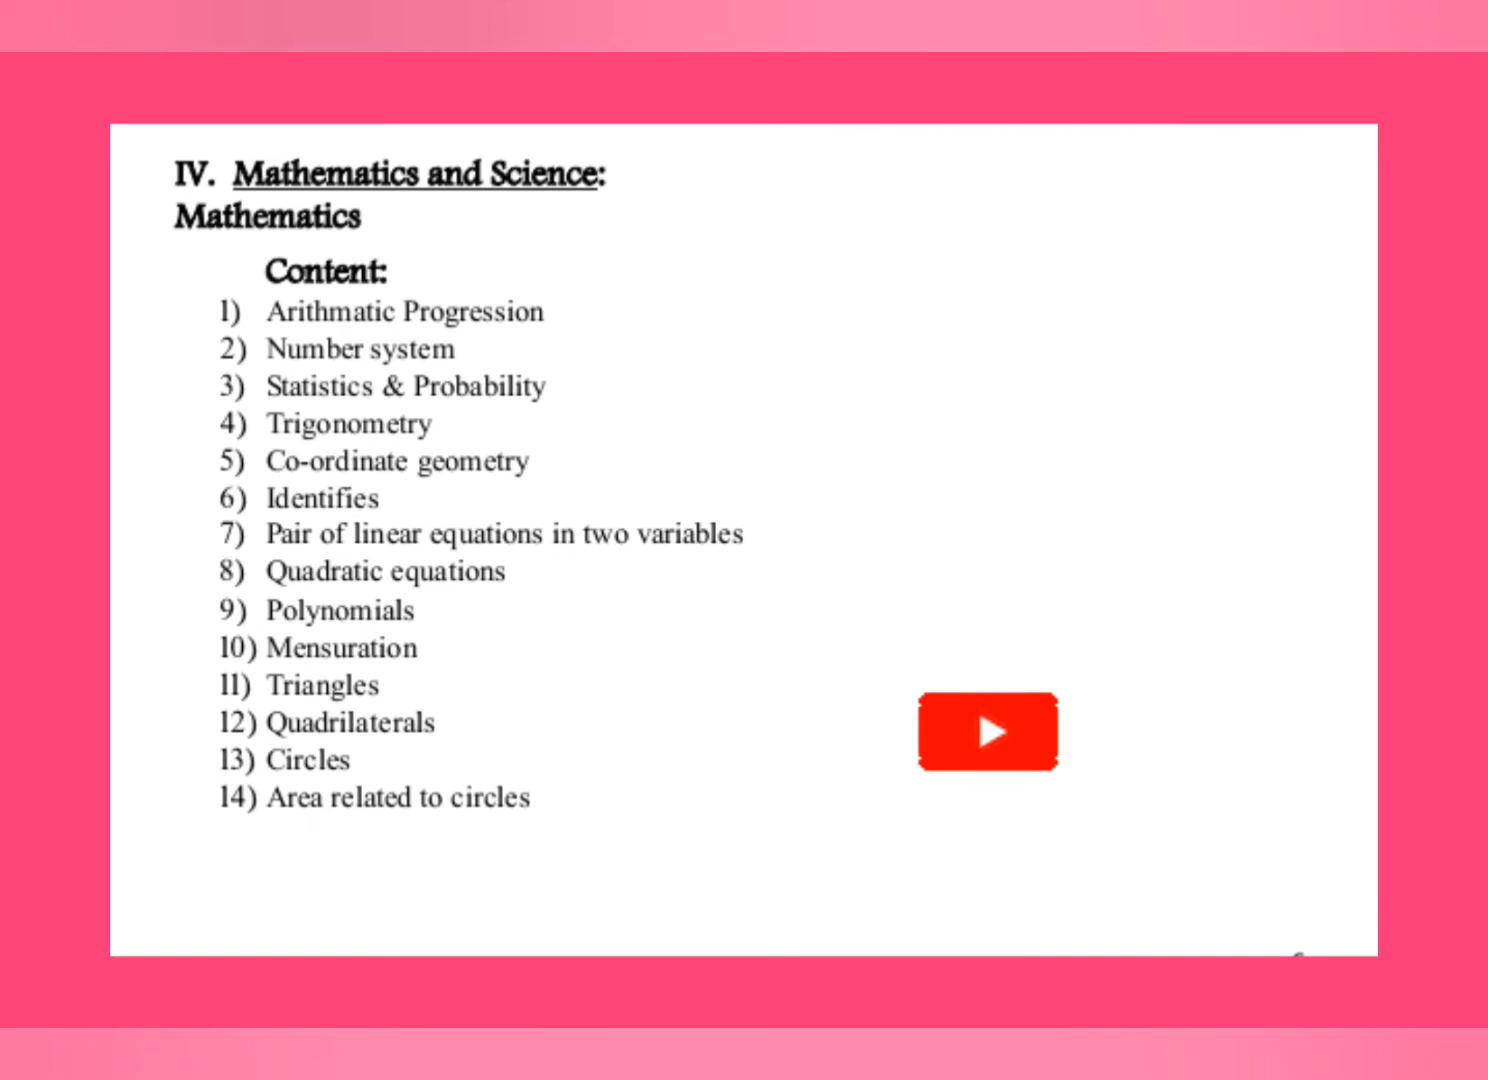 IV. Mathematics and Science:
Mathematics
Content:
1) Arithmatic Progression
2) Number system
3) Statistics & Probability
4) Trigonometry
5) Co-ordinate geometry
6) Identifies
7) Pair of linear equations in two variables
8) Quadratic equations
9) Polynomials
10) Mensuration
11) Triangles
12) Quadrilaterals
13) Circles
14) Area related to circles